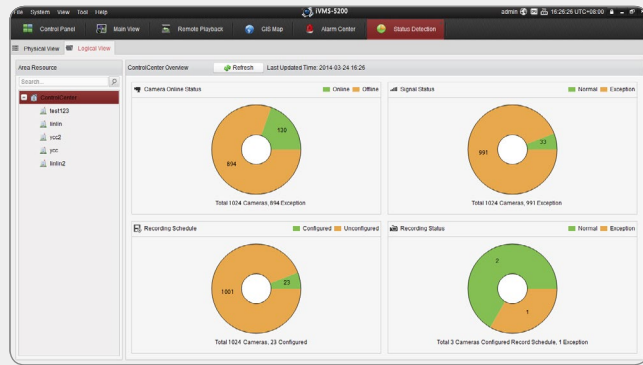 File System View Tool Help
iVMS-5200
admin 16:26:26 UTC+08:00
Control Panel Main View Remote Playback GIS Map Alarm Center Status Detection
Physical View Logical View
Area Resource
Search...
ControlCenter
test123
linlin
ycc2
ycc
linlin2
ControlCenter Overview Refresh Last Updated Time: 2014-03-24 16:26
Camera Online Status Online Offline
130
894
Total 1024 Cameras, 894 Exception
Signal Status Normal Exception
33
991
Total 1024 Cameras, 991 Exception
Recording Schedule Configured Unconfigured
23
1001
Total 1024 Cameras, 23 Configured
Recording Status Normal Exception
2
1
Total 3 Cameras Configured Record Schedule, 1 Exception